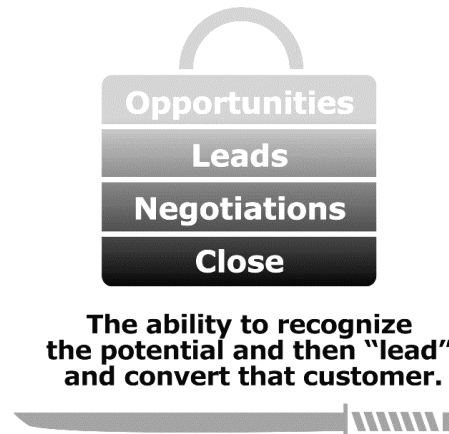 Opportunities
Leads
Negotiations
Close
The ability to recognize
the potential and then “lead”
and convert that customer.